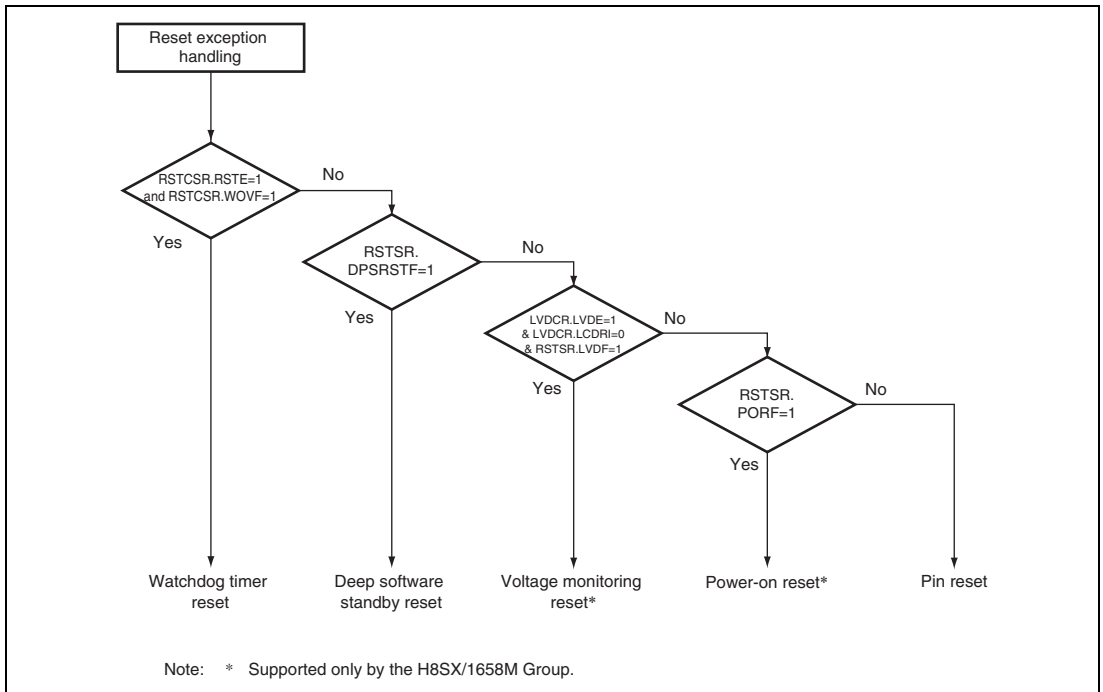 Reset exception
handling
RSTCSR.RSTE=1
and RSTCSR.WOVF=1
No
Yes
RSTSR.
DPSRSTF=1
No
Yes
LVDCR.LVDE=1
& LVDCR.LCDRI=0
& RSTSR.LVDF=1
No
Yes
RSTSR.
PORF=1
No
Yes
Watchdog timer
reset
Deep software
standby reset
Voltage monitoring
reset*
Power-on reset*
Pin reset
Note: * Supported only by the H8SX/1658M Group.